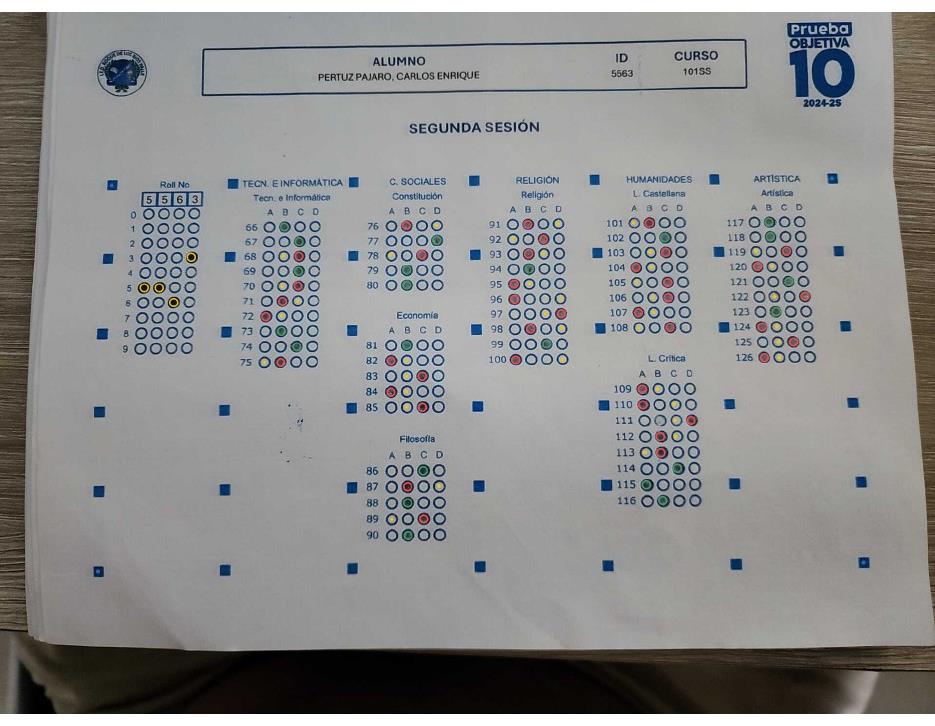 Prueba
OBJETIVA
10
2024-25
ALUMNO
PERTUZ PAJARO, CARLOS ENRIQUE
ID
5563
CURSO
101SS
SEGUNDA SESIÓN
Roll No
5 5 6 3
0
1
2
3
4
5
6
7
8
9
TECN. E INFORMÁTICA
Tecn. e Informática
A B C D
66
67
68
69
70
71
72
73
74
75
C. SOCIALES
Constitución
A B C D
76
77
78
79
80
Economía
A B C D
81
82
83
84
85
Filosofía
A B C D
86
87
88
89
90
RELIGIÓN
Religión
A B C D
91
92
93
94
95
96
97
98
99
100
HUMANIDADES
L. Castellana
A B C D
101
102
103
104
105
106
107
108
L. Crítica
A B C D
109
110
111
112
113
114
115
116
ARTÍSTICA
Artística
A B C D
117
118
119
120
121
122
123
124
125
126